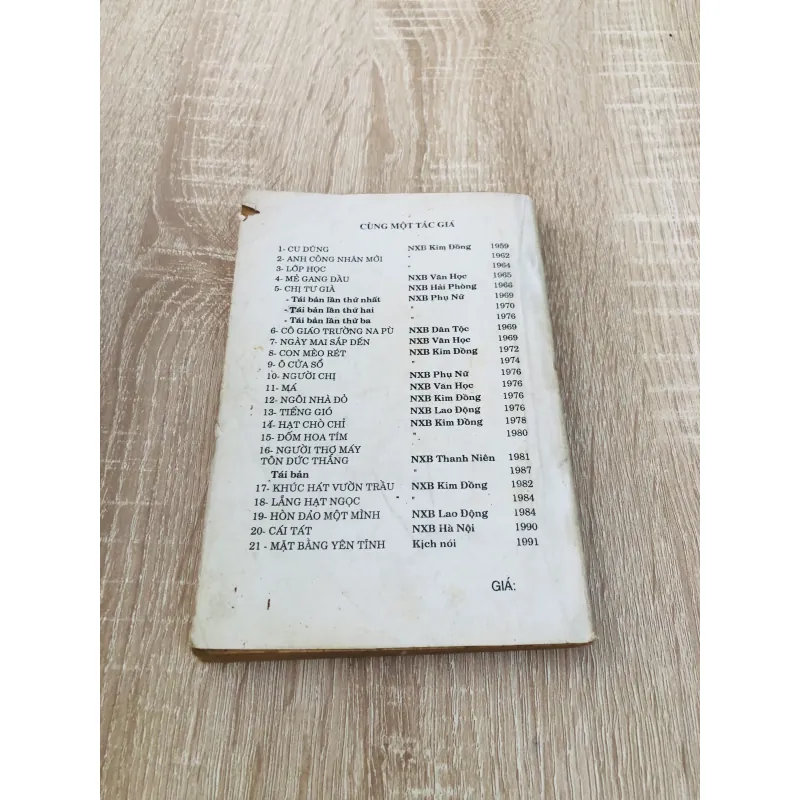 CÙNG MỘT TÁC GIẢ
1- CU DŨNG NXB Kim Đồng 1959
2- ANH CÔNG NHÂN MỚI " 1962
3- LỚP HỌC " 1964
4- MẺ GANG ĐẦU NXB Văn Học 1965
5- CHỊ TƯ GIÀ NXB Hải Phòng 1966
- Tái bản lần thứ nhất NXB Phụ Nữ 1969
- Tái bản lần thứ hai " 1970
- Tái bản lần thứ ba " 1976
6- CÔ GIÁO TRƯỜNG NA PÙ NXB Dân Tộc 1969
7- NGÀY MAI SẮP ĐẾN NXB Văn Học 1969
8- CON MÈO RÉT NXB Kim Đồng 1972
9- Ô CỬA SỔ " 1974
10- NGƯỜI CHỊ NXB Phụ Nữ 1976
11- MÁ NXB Văn Học 1976
12- NGÔI NHÀ ĐỎ NXB Kim Đồng 1976
13- TIẾNG GIÓ NXB Lao Động 1976
14- HẠT CHÒ CHỈ NXB Kim Đồng 1978
15- ĐỐM HOA TÍM " 1980
16- NGƯỜI THỢ MÁY
TÔN ĐỨC THẮNG NXB Thanh Niên 1981
Tái bản " 1987
17- KHÚC HÁT VƯỜN TRẦU NXB Kim Đồng 1982
18- LẲNG HẠT NGỌC " 1984
19- HÒN ĐẢO MỘT MÌNH NXB Lao Động 1984
20- CÁI TÁT NXB Hà Nội 1990
21 - MẶT BẰNG YÊN TĨNH Kịch nói 1991
GIÁ: